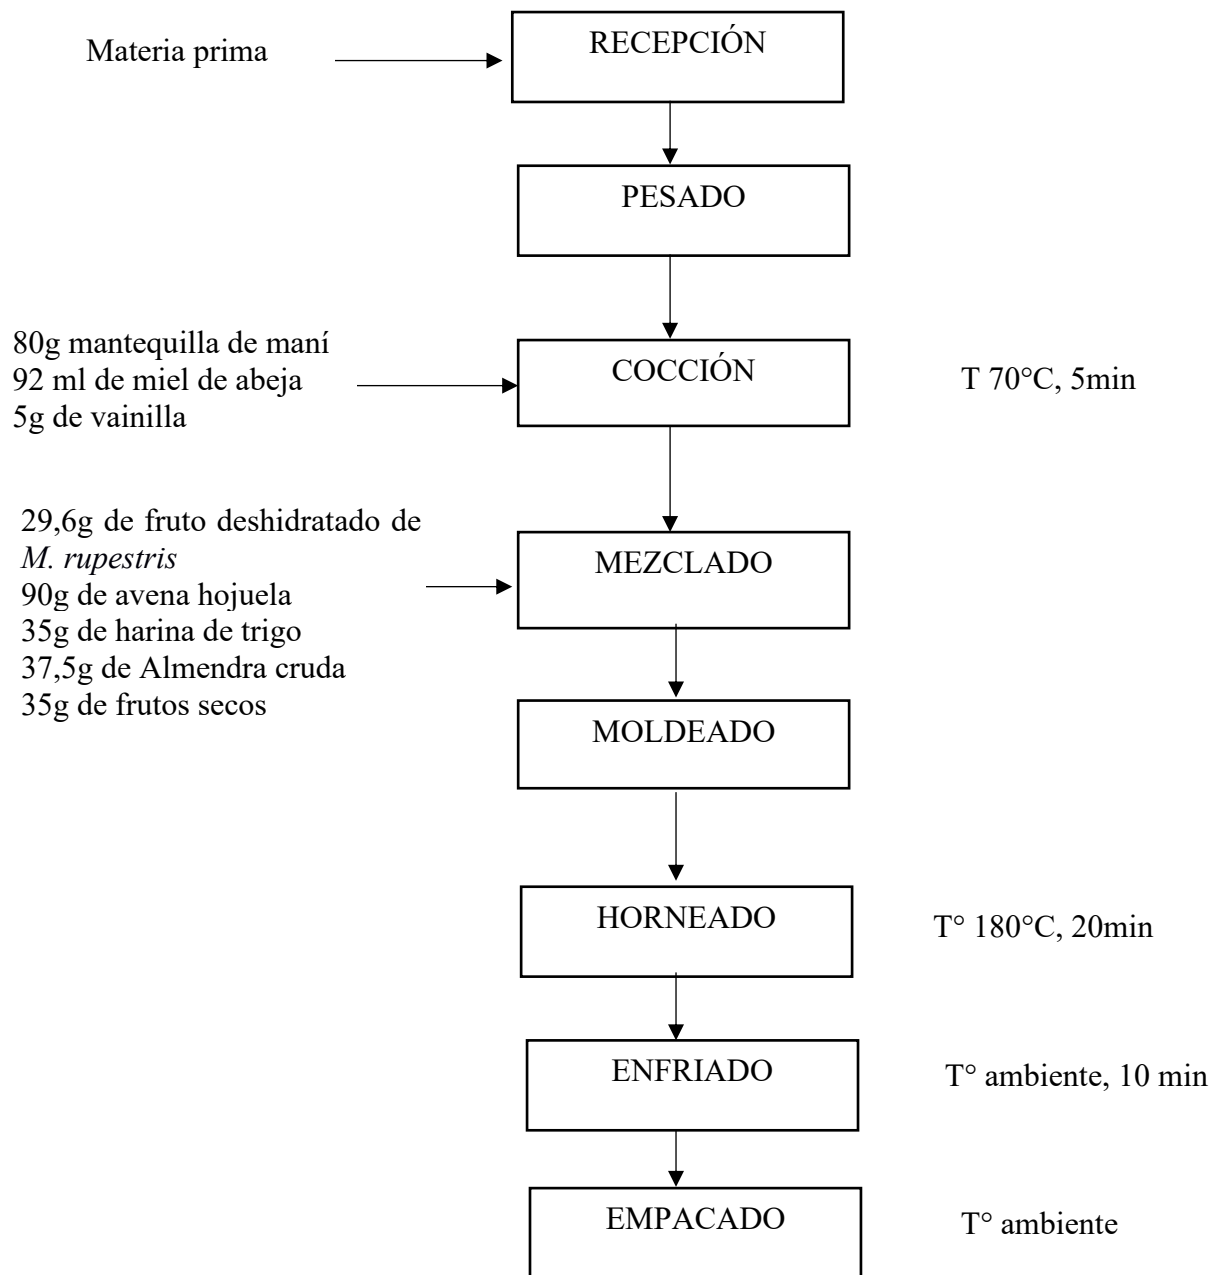 Materia prima
RECEPCIÓN
PESADO
80g mantequilla de maní
92 ml de miel de abeja
5g de vainilla
COCCIÓN
T 70°C, 5min
29,6g de fruto deshidratado de
M. rupestris
90g de avena hojuela
35g de harina de trigo
37,5g de Almendra cruda
35g de frutos secos
MEZCLADO
MOLDEADO
HORNEADO
T° 180°C, 20min
ENFRIADO
T° ambiente, 10 min
EMPACADO
T° ambiente